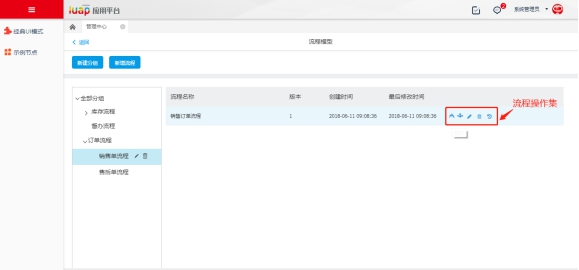 iuap 应用平台
2
系统管理员
经典UI模式
示例节点
管理中心
返回
流程模型
新建分组
新增流程
全部分组
库存流程
督办流程
订单流程
销售单流程
售后单流程
流程名称 版本 创建时间 最后修改时间
销售订单流程 1 2018-06-11 09:08:36 2018-06-11 09:08:36
流程操作集